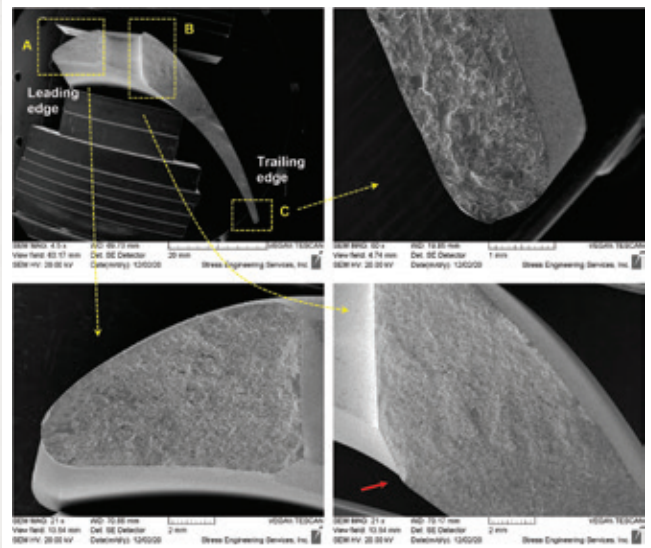 A
B
Leading
edge
Trailing
edge
C
SEM MAG: 4.5 x WD: 69.73 mm VEGA\\ TESCAN
View field: 63.17 mm Det: SE Detector 20 mm
SEM HV: 20.00 kV Date(m/d/y): 12/02/20 Stress Engineering Services, Inc.
SEM MAG: 60 x WD: 19.85 mm VEGA\\ TESCAN
View field: 4.74 mm Det: SE Detector 1 mm
SEM HV: 20.00 kV Date(m/d/y): 12/02/20 Stress Engineering Services, Inc.
SEM MAG: 21 x WD: 70.86 mm VEGA\\ TESCAN
View field: 13.54 mm Det: SE Detector 2 mm
SEM HV: 20.00 kV Date(m/d/y): 12/02/20 Stress Engineering Services, Inc.
SEM MAG: 21 x WD: 70.17 mm VEGA\\ TESCAN
View field: 13.54 mm Det: SE Detector 2 mm
SEM HV: 20.00 kV Date(m/d/y): 12/02/20 Stress Engineering Services, Inc.